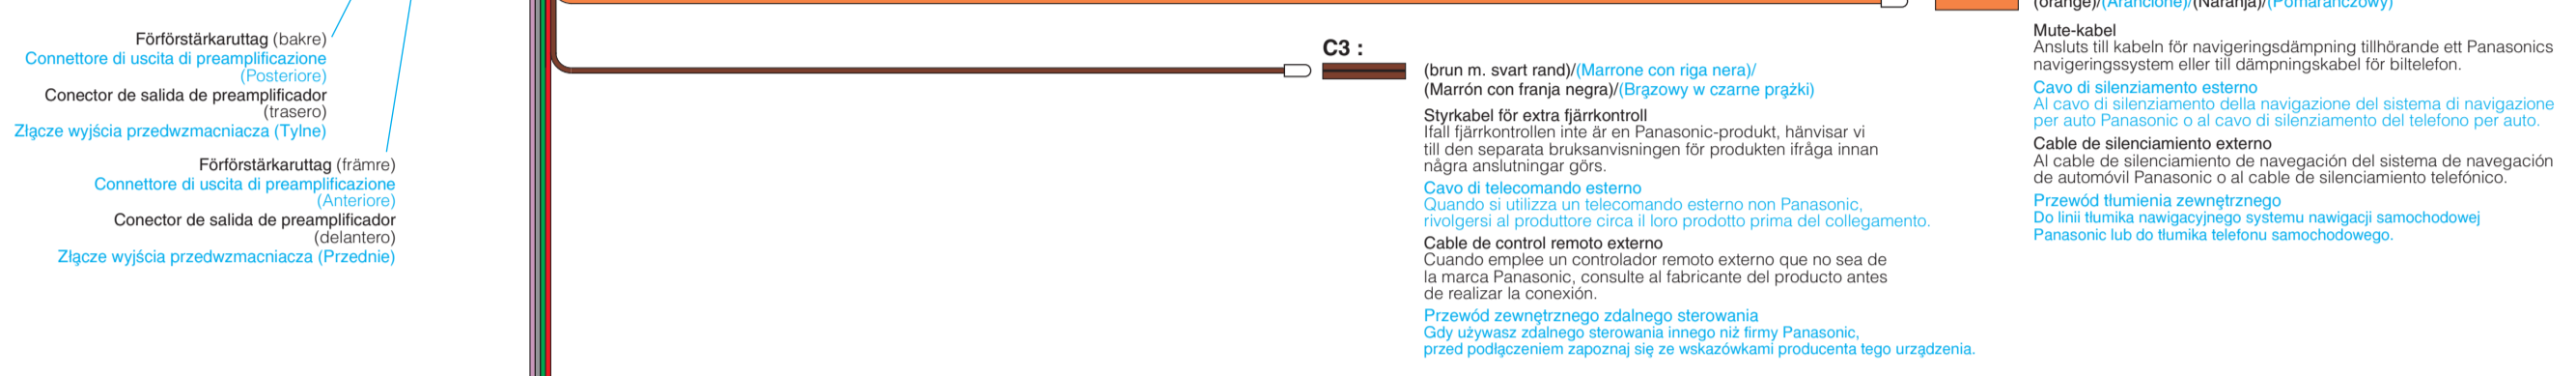 Förförstärkaruttag (bakre)
Connettore di uscita di preamplificazione
(Posteriore)
Conector de salida de preamplificador
(trasero)
Złącze wyjścia przedwzmacniacza (Tylne)
Förförstärkaruttag (främre)
Connettore di uscita di preamplificazione
(Anteriore)
Conector de salida de preamplificador
(delantero)
Złącze wyjścia przedwzmacniacza (Przednie)
C3 :
(brun m. svart rand)/(Marrone con riga nera)/
(Marrón con franja negra)/(Brązowy w czarne prążki)
Styrkabel för extra fjärrkontroll
Ifall fjärrkontrollen inte är en Panasonic-produkt, hänvisar vi
till den separata bruksanvisningen för produkten ifråga innan
några anslutningar görs.
Cavo di telecomando esterno
Quando si utilizza un telecomando esterno non Panasonic,
rivolgersi al produttore circa il loro prodotto prima del collegamento.
Cable de control remoto externo
Cuando emplee un controlador remoto externo que no sea de
la marca Panasonic, consulte al fabricante del producto antes
de realizar la conexión.
Przewód zewnętrznego zdalnego sterowania
Gdy używasz zdalnego sterowania innego niż firmy Panasonic,
przed podłączeniem zapoznaj się ze wskazówkami producenta tego urządzenia.
(orange)/(Arancione)/(Naranja)/(Pomarańczowy)
Mute-kabel
Ansluts till kabeln för navigeringsdämpning tillhörande ett Panasonics
navigeringssystem eller till dämpningskabel för biltelefon.
Cavo di silenziamento esterno
Al cavo di silenziamento della navigazione del sistema di navigazione
per auto Panasonic o al cavo di silenziamento del telefono per auto.
Cable de silenciamiento externo
Al cable de silenciamiento de navegación del sistema de navegación
de automóvil Panasonic o al cable de silenciamiento telefónico.
Przewód tłumienia zewnętrznego
Do linii tłumika nawigacyjnego systemu nawigacji samochodowej
Panasonic lub do tłumika telefonu samochodowego.